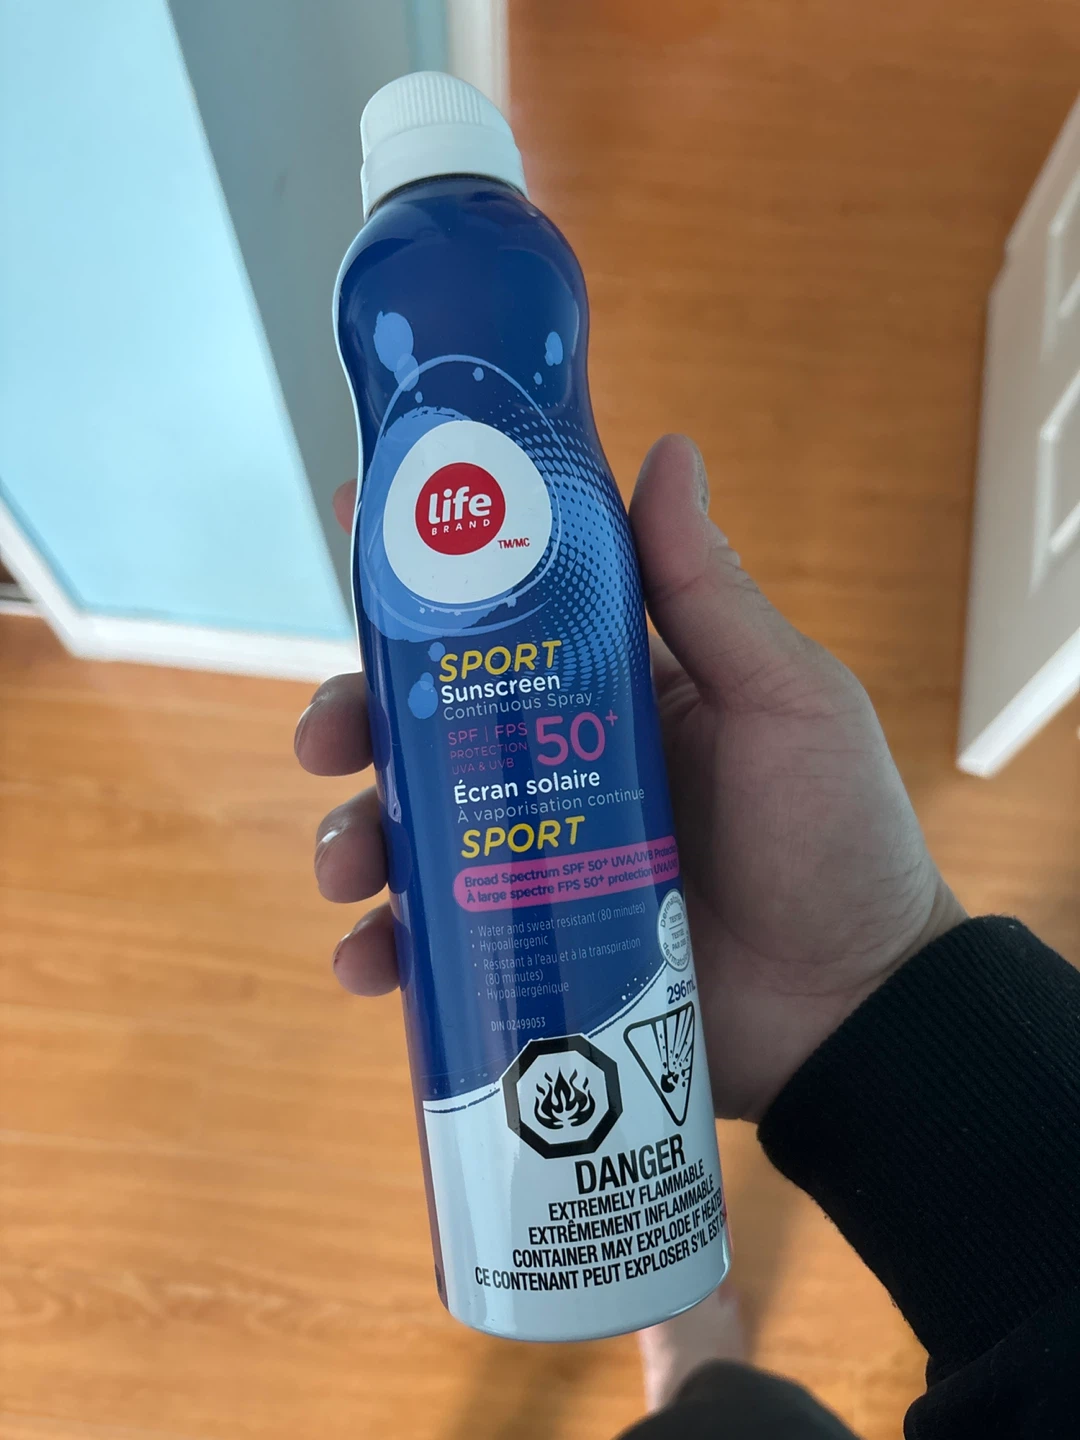 life
BRAND
TM/MC
SPORT
Sunscreen
Continuous Spray
SPF | FPS
PROTECTION
UVA & UVB
50+
Écran solaire
À vaporisation continue
SPORT
Broad Spectrum SPF 50+ UVA/UVB
À large spectre FPS 50+ protection
• Water and sweat resistant (80 minutes)
• Hypoallergenic
• Résistant à l'eau et à la transpiration
(80 minutes)
• Hypoallergénique
DIN 02499053
TESTED
296 mL
DANGER
EXTREMELY FLAMMABLE
EXTRÊMEMENT INFLAMMABLE
CONTAINER MAY EXPLODE IF HEATED
CE CONTENANT PEUT EXPLOSER S'IL EST